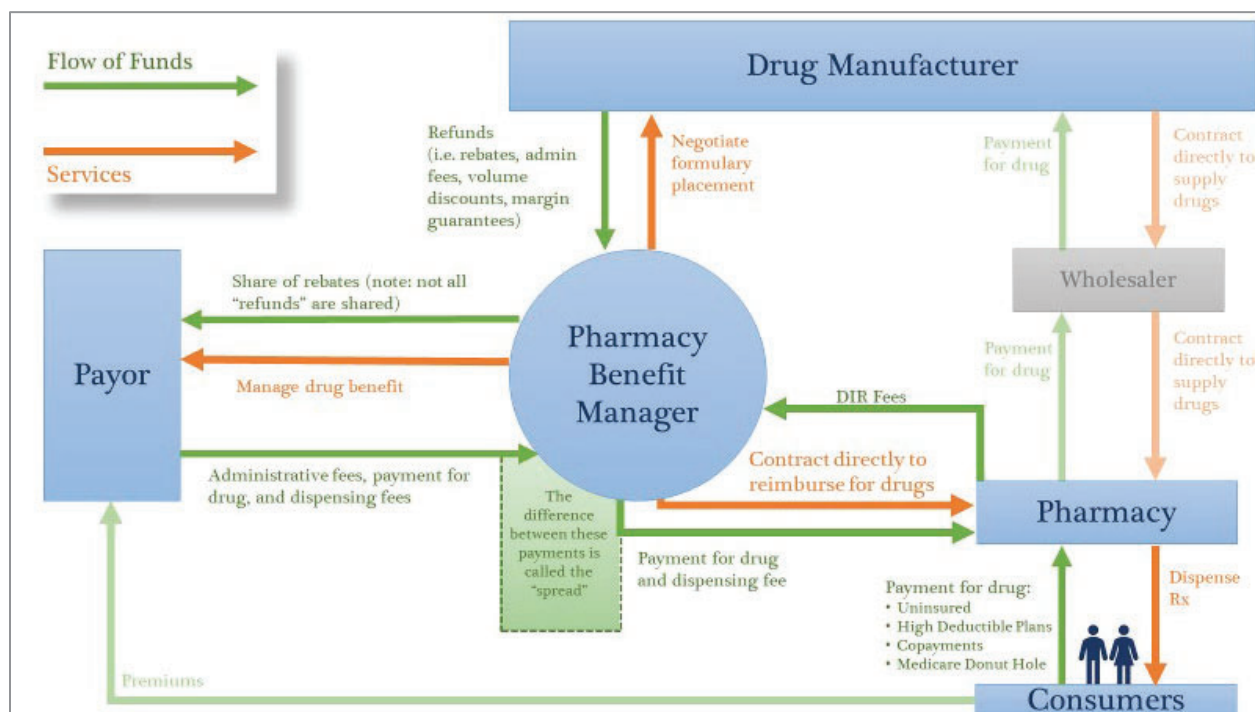 Flow of Funds
Services
Drug Manufacturer
Refunds
(i.e. rebates, admin
fees, volume
discounts, margin
guarantees)
Negotiate
formulary
placement
Payment
for drug
Contract
directly to
supply
drugs
Wholesaler
Payor
Share of rebates (note: not all
“refunds” are shared)
Manage drug benefit
Pharmacy
Benefit
Manager
Payment
for drug
Contract
directly to
supply
drugs
DIR Fees
Administrative fees, payment for
drug, and dispensing fees
Contract directly to
reimburse for drugs
Pharmacy
The
difference
between these
payments is
called the
“spread”
Payment for drug
and dispensing fee
Payment for drug:
• Uninsured
• High Deductible Plans
• Copayments
• Medicare Donut Hole
Dispense
Rx
Premiums
Consumers